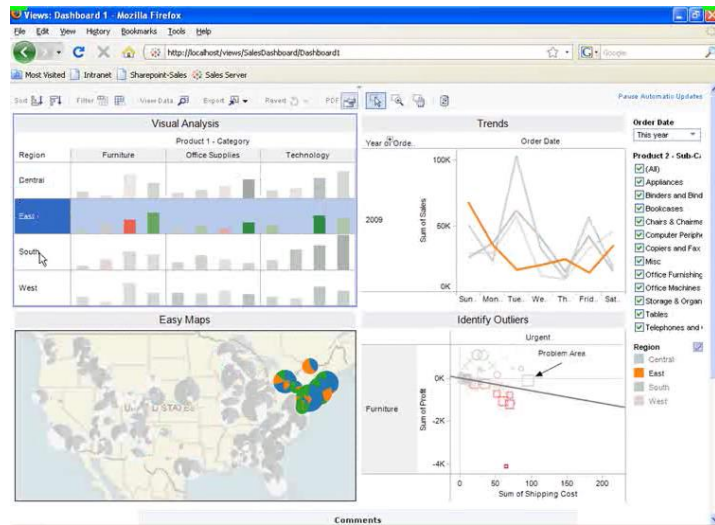 Views: Dashboard 1 - Mozilla Firefox
File Edit View History Bookmarks Tools Help
http://localhost/views/SalesDashboard/Dashboard1
Google
Most Visited Intranet Sharepoint-Sales Sales Server
Sort Filter View Data Export Revert PDF
Pause Automatic Updates
Visual Analysis
Product 1 - Category
Region Furniture Office Supplies Technology
Central
East
South
West
Trends
Year of Orde.. Order Date
2009
Sum of Sales
100K
50K
0K
Sun.. Mon.. Tue.. We.. Th.. Frid.. Sat..
Order Date
This year
Product 2 - Sub-Ca
(All)
Appliances
Binders and Bind
Bookcases
Chairs & Chairma
Computer Periphe
Copiers and Fax
Misc
Office Furnishing
Office Machines
Storage & Organ
Tables
Telephones and
Region
Central
East
South
West
Easy Maps
UNITED STATES
Identify Outliers
Urgent
Problem Area
Furniture
Sum of Profit
0K
-2K
-4K
0 50 100 150 200
Sum of Shipping Cost
Comments